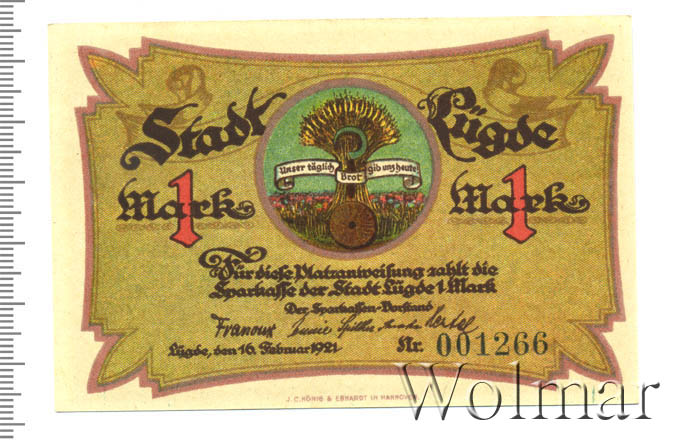 Stadt Lügde
Unser täglich Brot gib uns heute
1 Mark 1 Mark
Für diese Platzanweisung zahlt die
Sparkasse der Stadt Lügde 1. Mark
Der Sparkassen-Vorstand
Lügde, den 16. Februar 1921
Nr. 001266
J.C.KÖNIG & EBHARDT IN HANNOVER
Wolmar